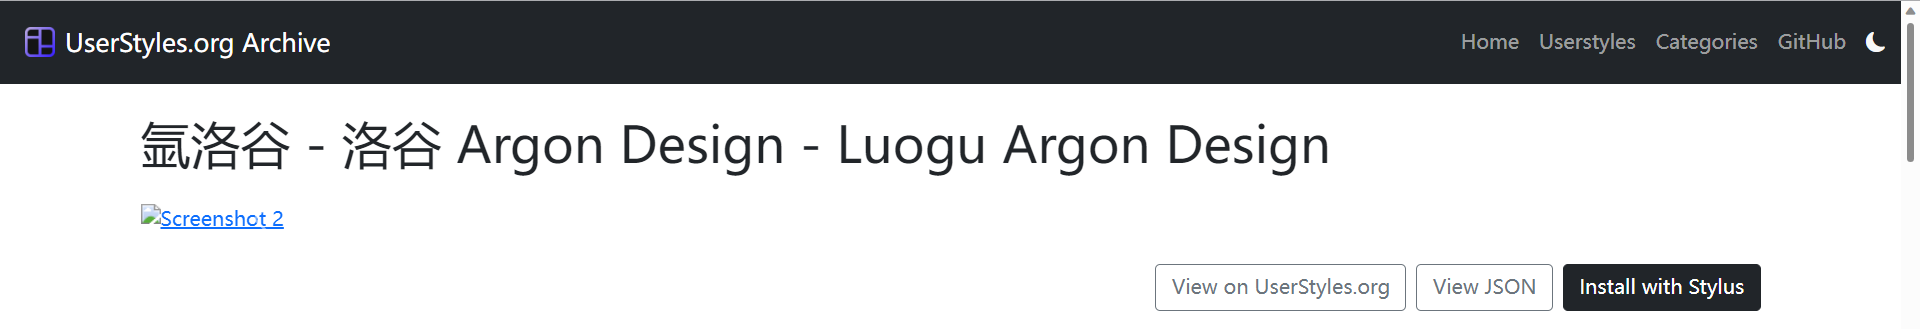 UserStyles.org Archive Home Userstyles Categories GitHub
氩洛谷 - 洛谷 Argon Design - Luogu Argon Design
Screenshot 2
View on UserStyles.org View JSON Install with Stylus